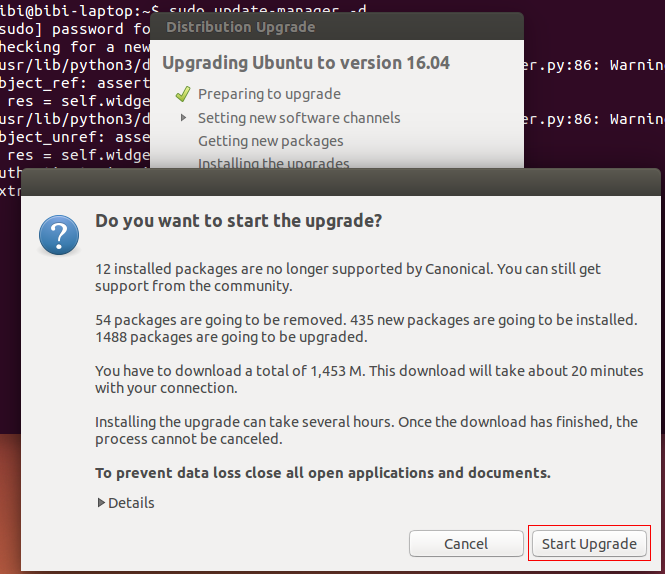 ibi@bibi-laptop:~$ sudo update-manager -d
sudo] password fo
hecking for a new
usr/lib/python3/d er.py:86: Warnin
bject_ref: assert
res = self.widge
usr/lib/python3/d er.py:86: Warnin
bject_unref: asse
res = self.widge
uth
xtr
Distribution Upgrade
Upgrading Ubuntu to version 16.04
Preparing to upgrade
Setting new software channels
Getting new packages
Installing the upgrades
Do you want to start the upgrade?
12 installed packages are no longer supported by Canonical. You can still get
support from the community.
54 packages are going to be removed. 435 new packages are going to be installed.
1488 packages are going to be upgraded.
You have to download a total of 1,453 M. This download will take about 20 minutes
with your connection.
Installing the upgrade can take several hours. Once the download has finished, the
process cannot be canceled.
To prevent data loss close all open applications and documents.
Details
Cancel
Start Upgrade